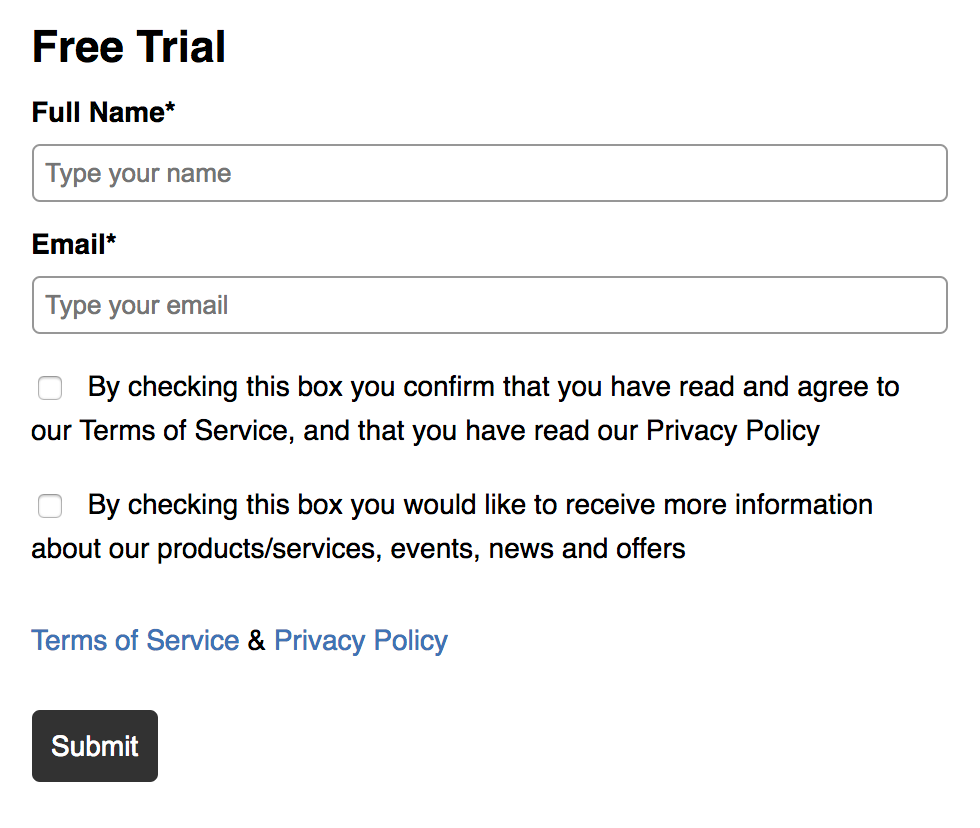 Free Trial
Full Name*
Type your name
Email*
Type your email
By checking this box you confirm that you have read and agree to
our Terms of Service, and that you have read our Privacy Policy
By checking this box you would like to receive more information
about our products/services, events, news and offers
Terms of Service & Privacy Policy
Submit